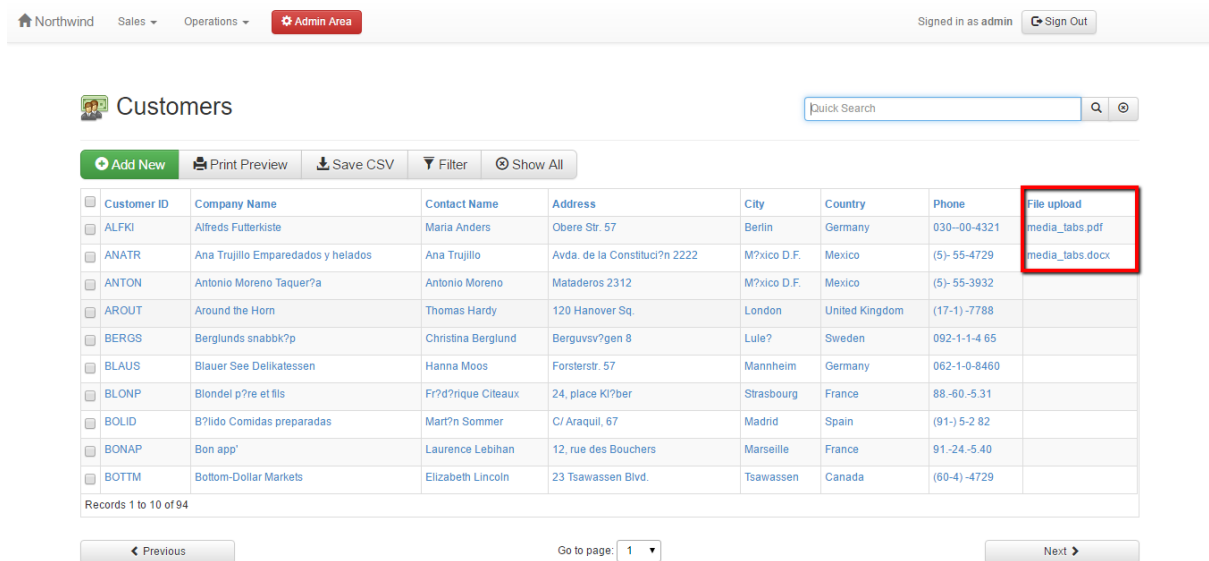 Northwind Sales Operations Admin Area Signed in as admin Sign Out
Customers Quick Search
Add New Print Preview Save CSV Filter Show All
Customer ID Company Name Contact Name Address City Country Phone File upload
ALFKI Alfreds Futterkiste Maria Anders Obere Str. 57 Berlin Germany 030--00-4321 media_tabs.pdf
ANATR Ana Trujillo Emparedados y helados Ana Trujillo Avda. de la Constituci?n 2222 M?xico D.F. Mexico (5)- 55-4729 media_tabs.docx
ANTON Antonio Moreno Taquer?a Antonio Moreno Mataderos 2312 M?xico D.F. Mexico (5)- 55-3932
AROUT Around the Horn Thomas Hardy 120 Hanover Sq. London United Kingdom (17-1) -7788
BERGS Berglunds snabbk?p Christina Berglund Berguvsv?gen 8 Lule? Sweden 092-1-1-4 65
BLAUS Blauer See Delikatessen Hanna Moos Forsterstr. 57 Mannheim Germany 062-1-0-8460
BLONP Blondel p?re et fils Fr?d?rique Citeaux 24, place Kl?ber Strasbourg France 88.-60.-5.31
BOLID B?lido Comidas preparadas Mart?n Sommer C/ Araquil, 67 Madrid Spain (91-) 5-2 82
BONAP Bon app' Laurence Lebihan 12, rue des Bouchers Marseille France 91.-24.-5.40
BOTTM Bottom-Dollar Markets Elizabeth Lincoln 23 Tsawassen Blvd. Tsawassen Canada (60-4) -4729
Records 1 to 10 of 94
Previous Go to page: 1 Next